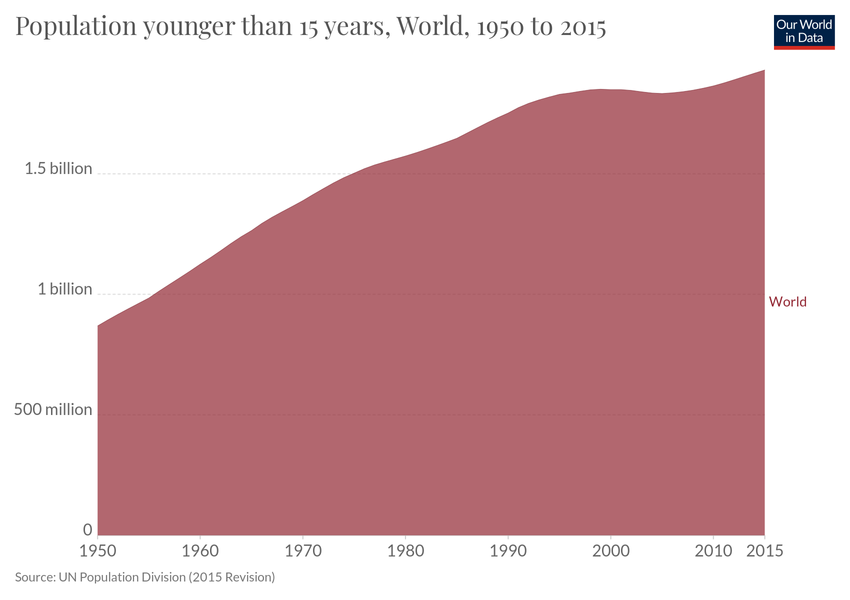 Population younger than 15 years, World, 1950 to 2015
Our World
in Data
1.5 billion
1 billion
World
500 million
0
1950 1960 1970 1980 1990 2000 2010 2015
Source: UN Population Division (2015 Revision)